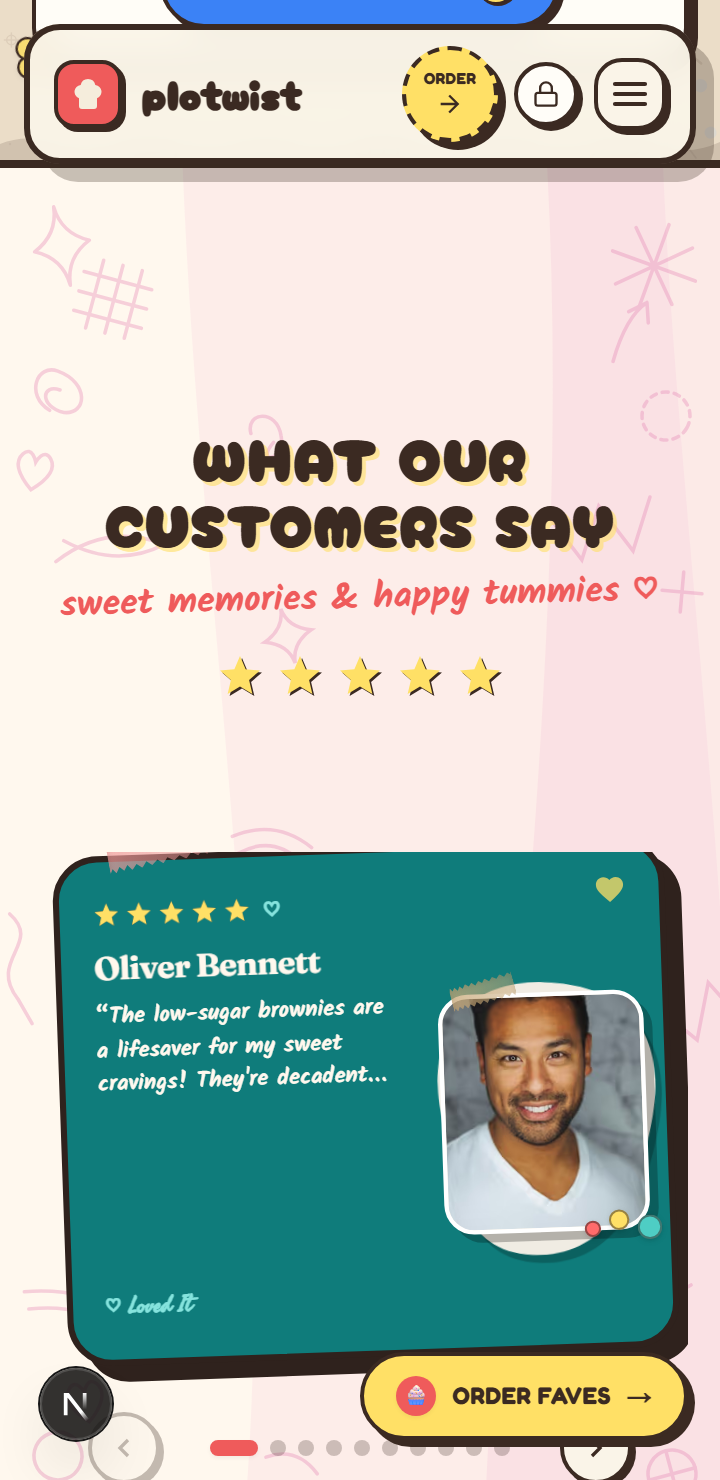 plotwist
ORDER
WHAT OUR
CUSTOMERS SAY
sweet memories & happy tummies ♡
Oliver Bennett
“The low-sugar brownies are
a lifesaver for my sweet
cravings! They're decadent...
♡ Loved It
N
ORDER FAVES →